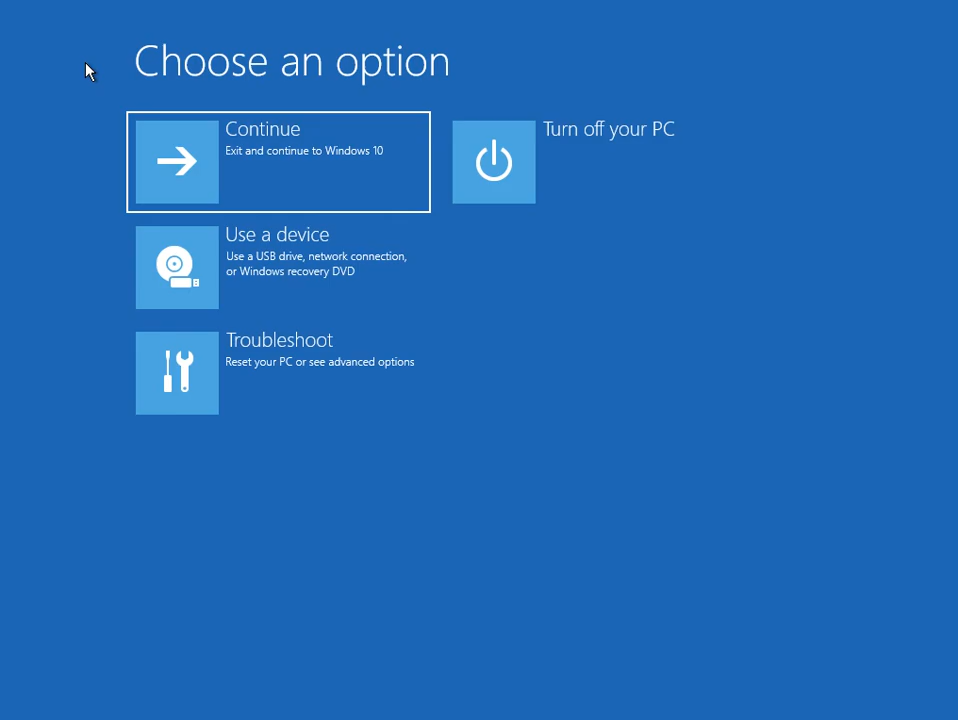 Choose an option
Continue
Exit and continue to Windows 10
Turn off your PC
Use a device
Use a USB drive, network connection,
or Windows recovery DVD
Troubleshoot
Reset your PC or see advanced options